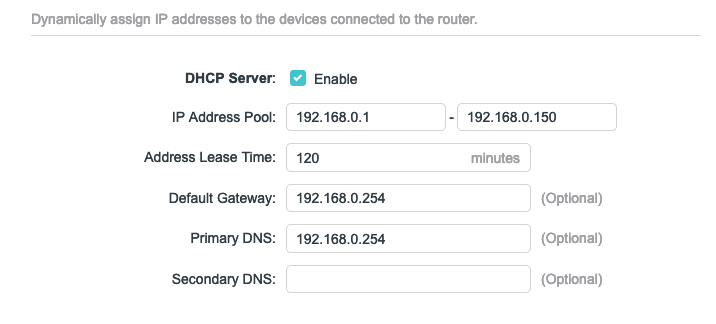 Dynamically assign IP addresses to the devices connected to the router.
DHCP Server: Enable
IP Address Pool: 192.168.0.1 - 192.168.0.150
Address Lease Time: 120 minutes
Default Gateway: 192.168.0.254 (Optional)
Primary DNS: 192.168.0.254 (Optional)
Secondary DNS: (Optional)